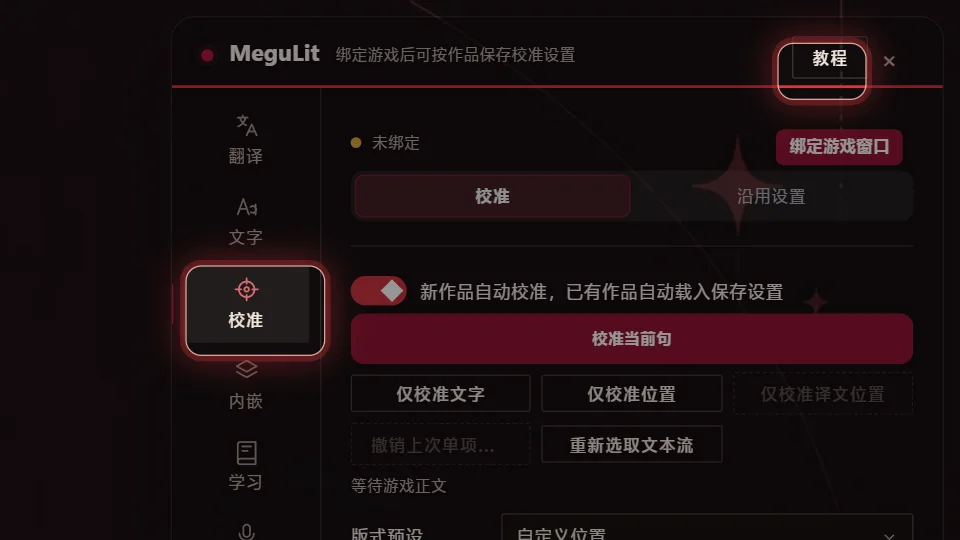 MeguLit 绑定游戏后可按作品保存校准设置 教程 ×
翻译
文字
校准
内嵌
学习
未绑定 绑定游戏窗口
校准 沿用设置
新作品自动校准，已有作品自动载入保存设置
校准当前句
仅校准文字 仅校准位置 仅校准译文位置
撤销上次单项... 重新选取文本流
等待游戏正文
版式预设 自定义位置